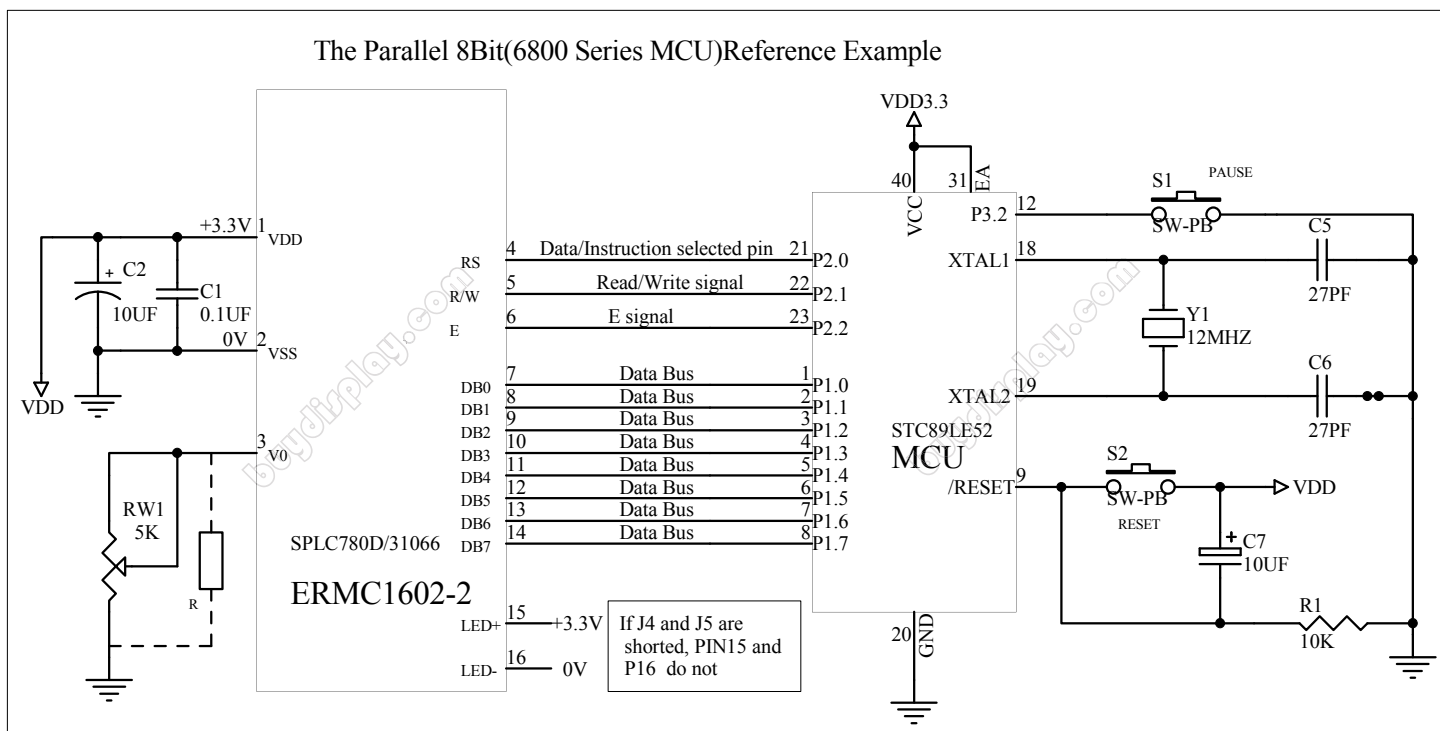 The Parallel 8Bit(6800 Series MCU)Reference Example
VDD3.3
40
31
VCC
EA
+3.3V
1
VDD
C2
+
10UF
C1
0.1UF
0V
2
VSS
VDD
3
V0
RW1
5K
R
RS
4
Data/Instruction selected pin
21
P2.0
R/W
5
Read/Write signal
22
P2.1
E
6
E signal
23
P2.2
DB0
7
Data Bus
1
P1.0
DB1
8
Data Bus
2
P1.1
DB2
9
Data Bus
3
P1.2
DB3
10
Data Bus
4
P1.3
DB4
11
Data Bus
5
P1.4
DB5
12
Data Bus
6
P1.5
DB6
13
Data Bus
7
P1.6
DB7
14
Data Bus
8
P1.7
SPLC780D/31066
ERMC1602-2
LED+
15
+3.3V
LED-
16
0V
If J4 and J5 are
shorted, PIN15 and
P16 do not
20
GND
P3.2
12
S1
PAUSE
SW-PB
XTAL1
18
C5
27PF
Y1
12MHZ
XTAL2
19
C6
27PF
STC89LE52
MCU
/RESET
9
S2
SW-PB
RESET
VDD
+
C7
10UF
R1
10K
buydisplay.com
buydisplay.com